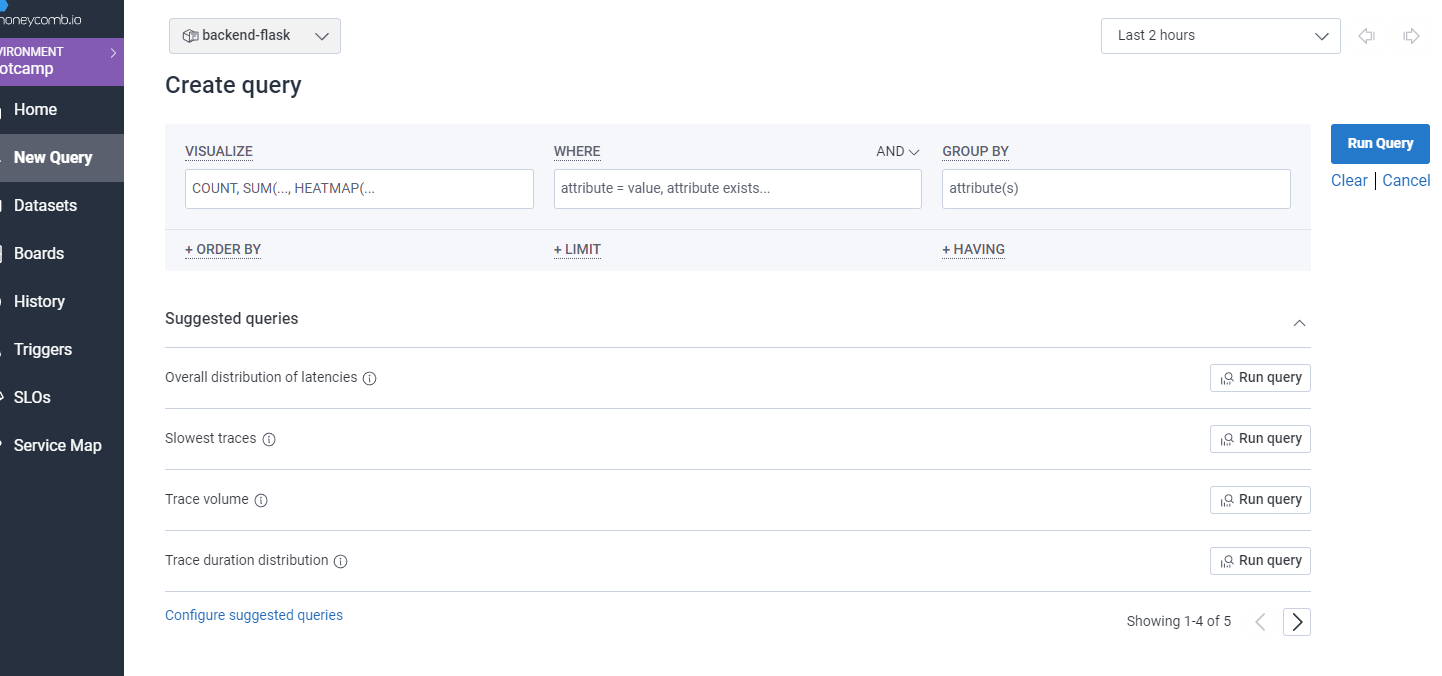 honeycomb.io
VIRONMENT
otcamp
Home
New Query
Datasets
Boards
History
Triggers
SLOs
Service Map
backend-flask
Last 2 hours
Create query
VISUALIZE
WHERE
AND
GROUP BY
COUNT, SUM(..., HEATMAP(...
attribute = value, attribute exists...
attribute(s)
+ ORDER BY
+ LIMIT
+ HAVING
Run Query
Clear | Cancel
Suggested queries
Overall distribution of latencies
Run query
Slowest traces
Run query
Trace volume
Run query
Trace duration distribution
Run query
Configure suggested queries
Showing 1-4 of 5